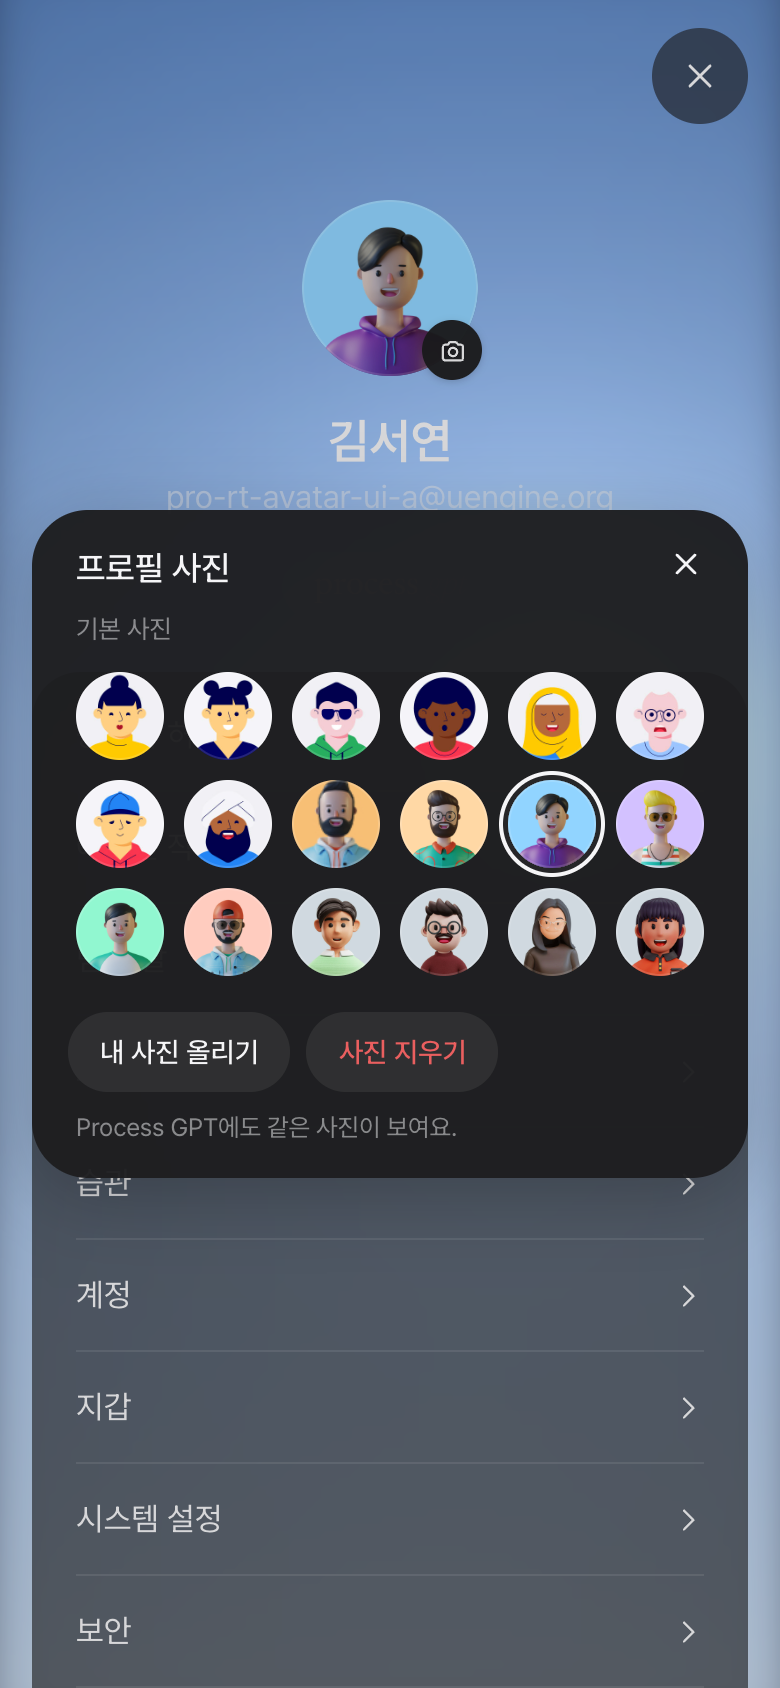 김서연
pro-rt-avatar-ui-a@uengine.org
프로필 사진
기본 사진
내 사진 올리기
사진 지우기
Process GPT에도 같은 사진이 보여요.
습관
계정
지갑
시스템 설정
보안